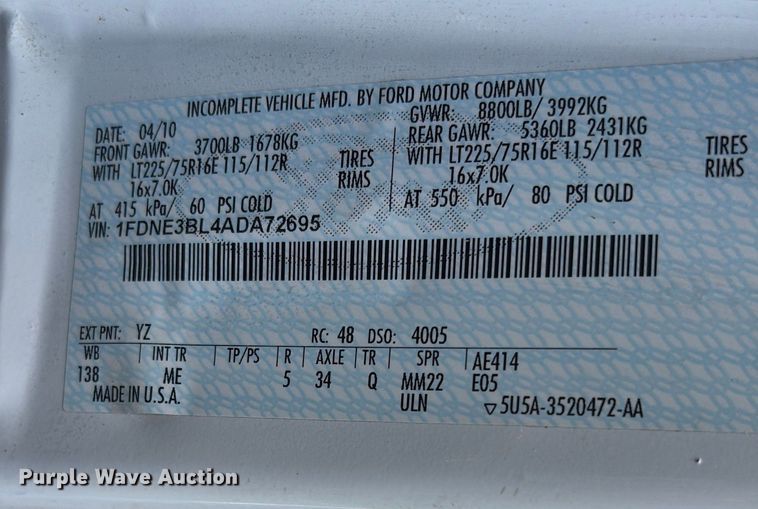 INCOMPLETE VEHICLE MFD. BY FORD MOTOR COMPANY
DATE: 04/10 GVWR: 8800LB/ 3992KG
FRONT GAWR: 3700LB 1678KG REAR GAWR: 5360LB 2431KG
WITH LT225/75R16E 115/112R TIRES WITH LT225/75R16E 115/112R TIRES
16x7.0K RIMS 16x7.0K RIMS
AT 415 kPa/ 60 PSI COLD AT 550 kPa/ 80 PSI COLD
VIN: 1FDNE3BL4ADA72695
EXT PNT: YZ RC: 48 DSO: 4005
WB INT TR TP/PS R AXLE TR SPR AE414
138 ME 5 34 Q MM22 E05
MADE IN U.S.A. ULN ▽5U5A-3520472-AA
Purple Wave Auction